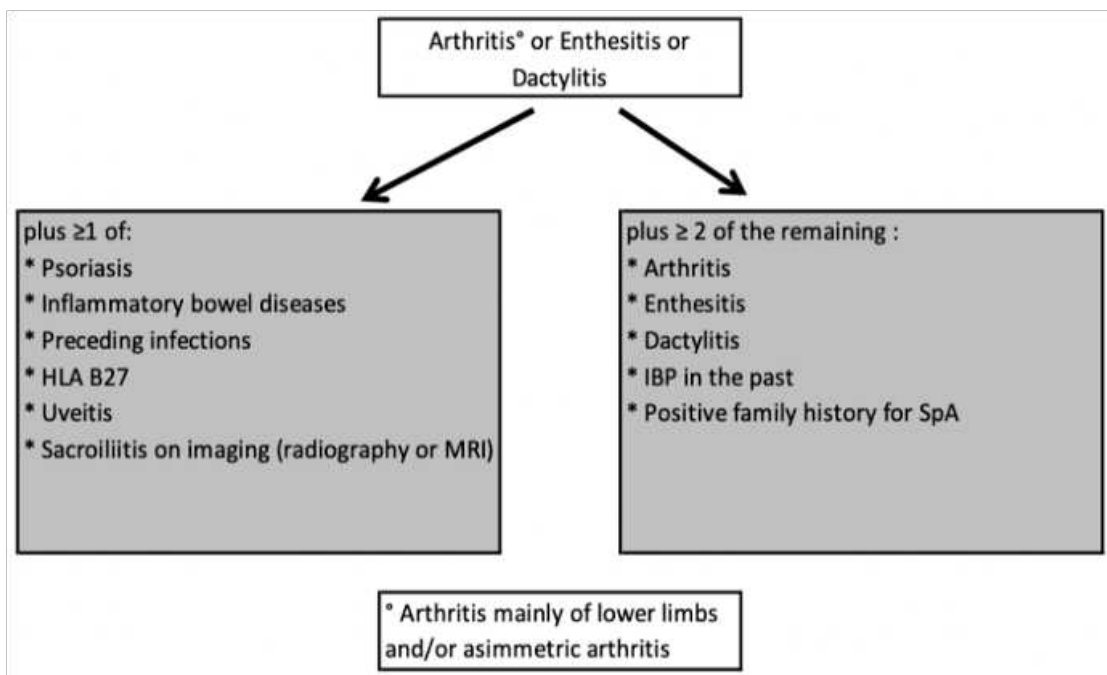 Arthritis° or Enthesitis or
Dactylitis
plus ≥1 of:
* Psoriasis
* Inflammatory bowel diseases
* Preceding infections
* HLA B27
* Uveitis
* Sacroiliitis on imaging (radiography or MRI)
plus ≥ 2 of the remaining :
* Arthritis
* Enthesitis
* Dactylitis
* IBP in the past
* Positive family history for SpA
° Arthritis mainly of lower limbs
and/or asimmetric arthritis